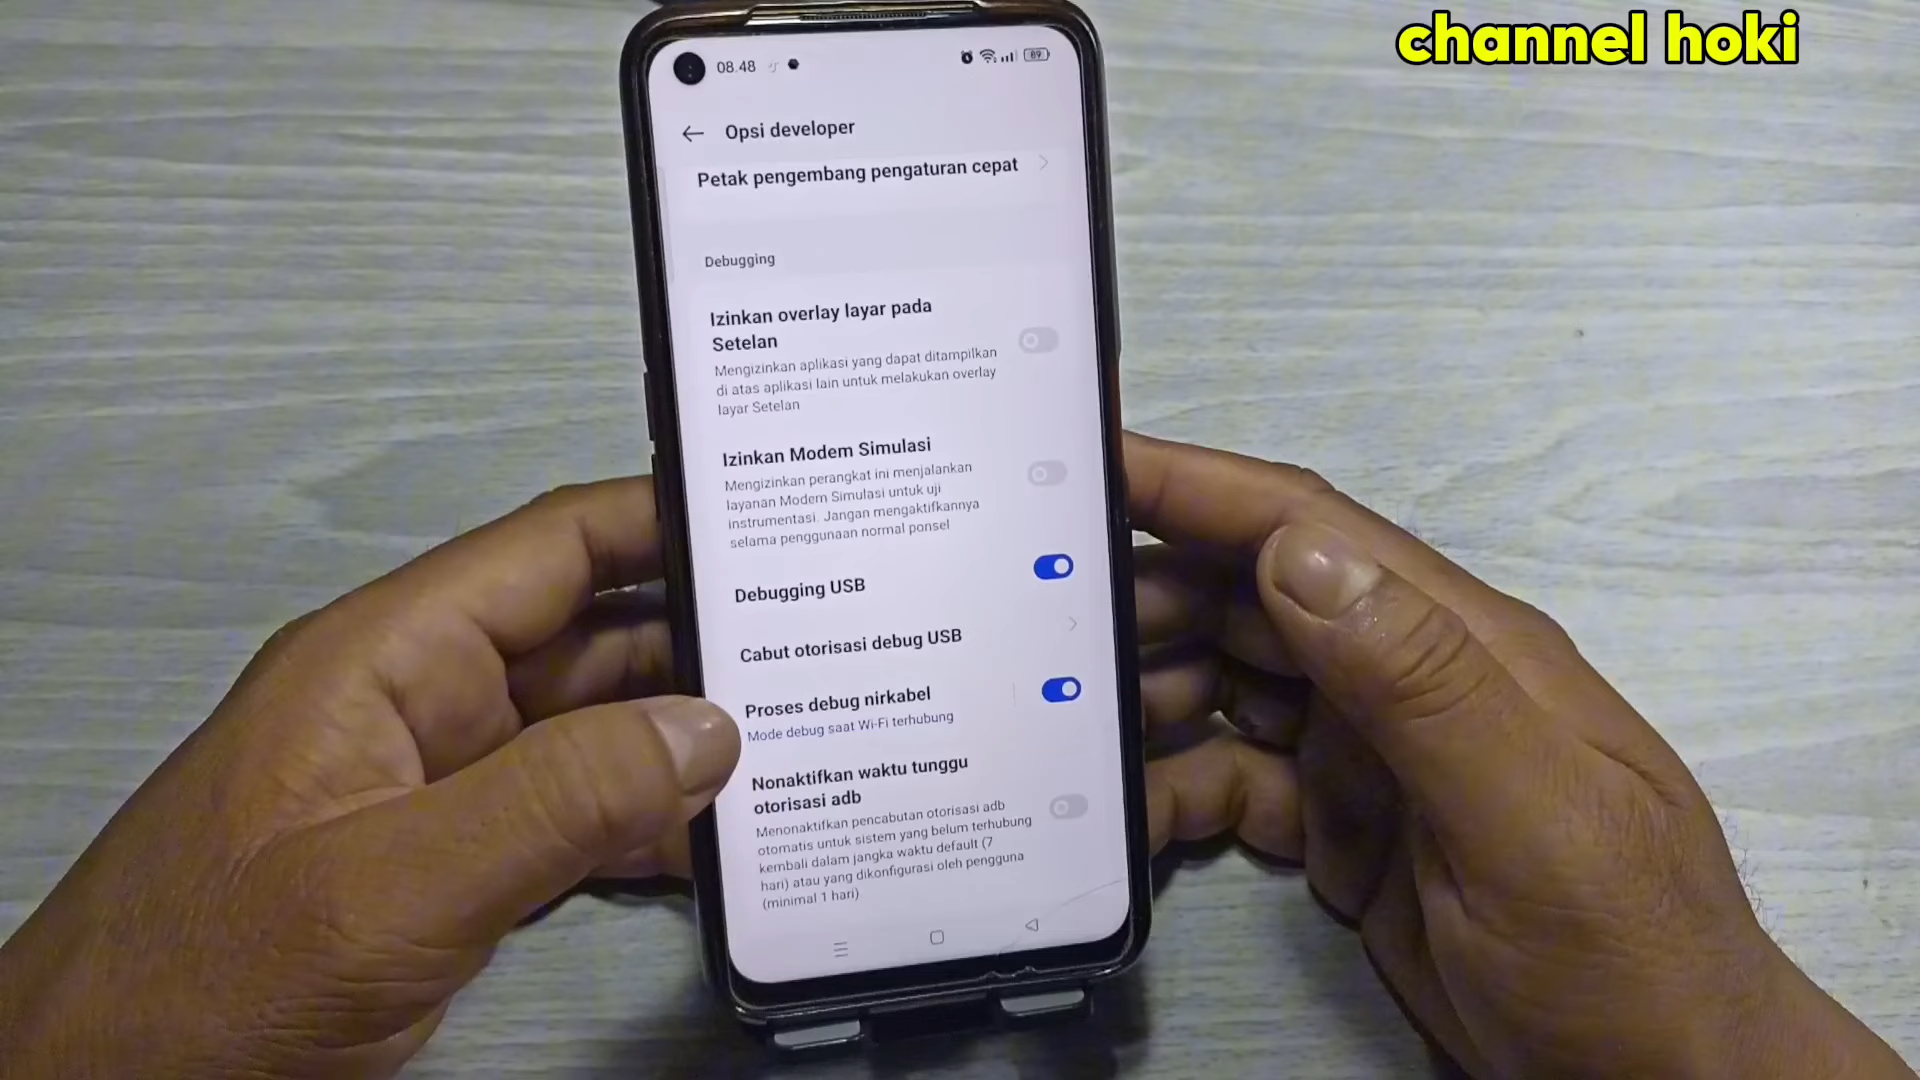 channel hoki
08.48
89
Opsi developer
Petak pengembang pengaturan cepat
Debugging
Izinkan overlay layar pada
Setelan
Mengizinkan aplikasi yang dapat ditampilkan
di atas aplikasi lain untuk melakukan overlay
layar Setelan
Izinkan Modem Simulasi
Mengizinkan perangkat ini menjalankan
layanan Modem Simulasi untuk uji
instrumentasi. Jangan mengaktifkannya
selama penggunaan normal ponsel
Debugging USB
Cabut otorisasi debug USB
Proses debug nirkabel
Mode debug saat Wi-Fi terhubung
Nonaktifkan waktu tunggu
otorisasi adb
Menonaktifkan pencabutan otorisasi adb
otomatis untuk sistem yang belum terhubung
kembali dalam jangka waktu default (7
hari) atau yang dikonfigurasi oleh pengguna
(minimal 1 hari)